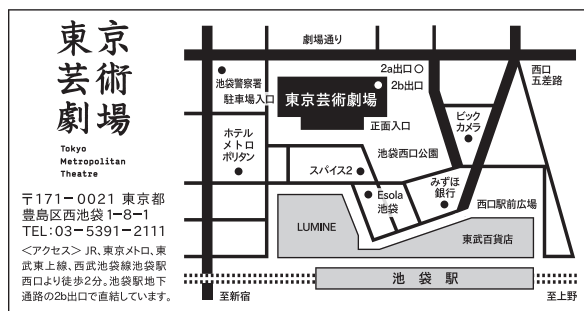 東京
芸術
劇場
Tokyo
Metropolitan
Theatre
〒171-0021 東京都
豊島区西池袋1-8-1
TEL:03-5391-2111
<アクセス> JR、東京メトロ、東
武東上線、西武池袋線池袋駅
西口より徒歩2分。池袋駅地下
通路の2b出口で直結しています。
劇場通り
2a出口
2b出口
西口
五差路
池袋警察署
駐車場入口
東京芸術劇場
正面入口
ビック
カメラ
ホテル
メトロ
ポリタン
池袋西口公園
スパイス2
Esola
池袋
みずほ
銀行
西口駅前広場
LUMINE
東武百貨店
池袋駅
至新宿
至上野